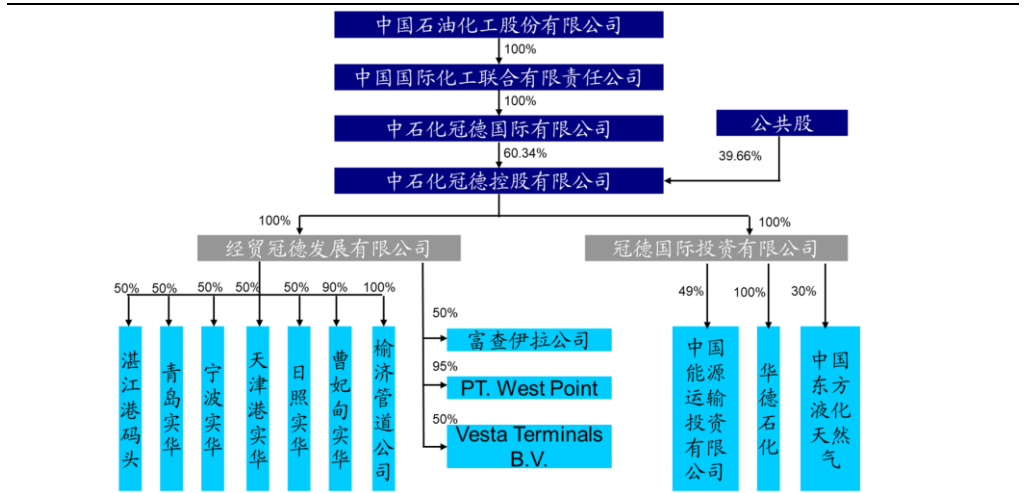 中国石油化工股份有限公司
100%
中国国际化工联合有限责任公司
100%
中石化冠德国际有限公司
公共股
60.34%
39.66%
中石化冠德控股有限公司
100%
100%
经贸冠德发展有限公司
冠德国际投资有限公司
50%
50%
50%
50%
50%
90%
100%
湛江港码头
青岛实华
宁波实华
天津港实华
日照实华
曹妃甸实华
榆济管道公司
50%
富查伊拉公司
95%
PT. West Point
50%
Vesta Terminals
B.V.
49%
100%
30%
中国
能源
运输
投资
有限
公司
华德石化
中国
东方
液化
天然
气